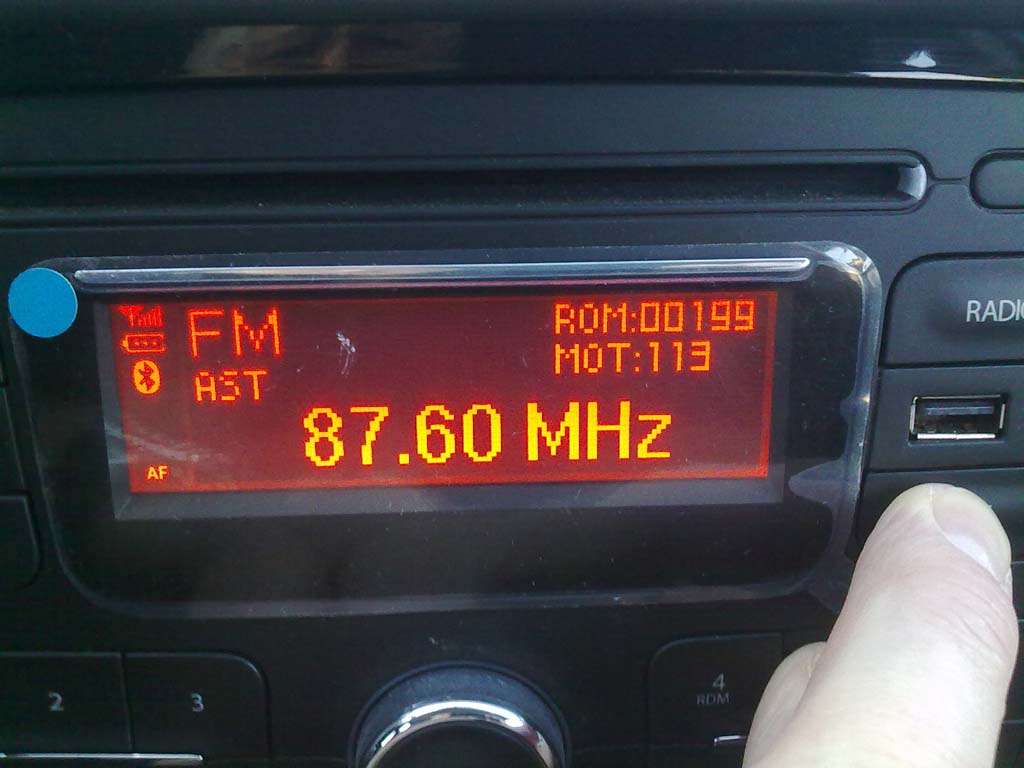 FM
AST
ROM:00199
MOT:113
87.60 MHz
AF
RADIO
2
3
4
RDM